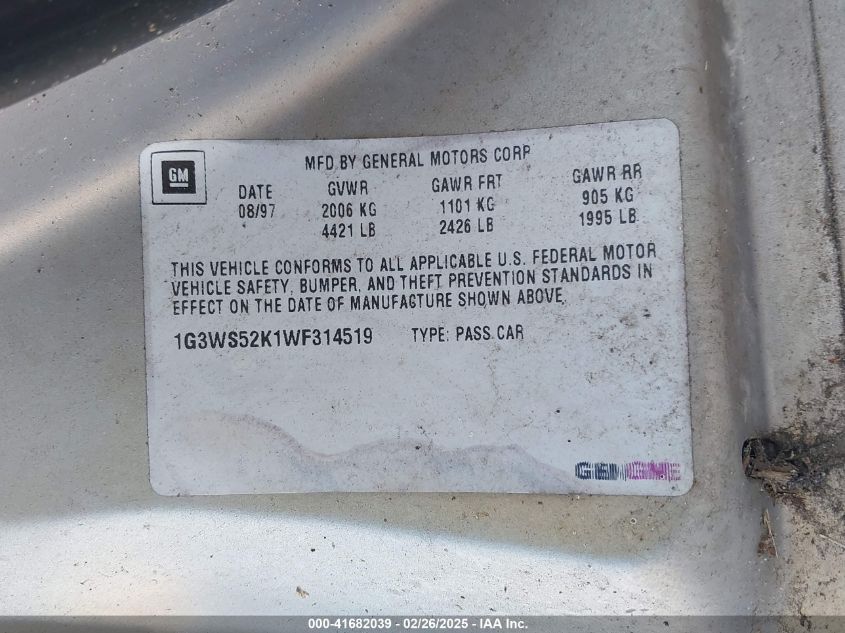 GM
MFD BY GENERAL MOTORS CORP
DATE GVWR GAWR FRT GAWR RR
08/97 2006 KG 1101 KG 905 KG
4421 LB 2426 LB 1995 LB
THIS VEHICLE CONFORMS TO ALL APPLICABLE U.S. FEDERAL MOTOR
VEHICLE SAFETY, BUMPER, AND THEFT PREVENTION STANDARDS IN
EFFECT ON THE DATE OF MANUFACTURE SHOWN ABOVE.
1G3WS52K1WF314519 TYPE: PASS CAR
000-41682039 - 02/26/2025 - IAA Inc.